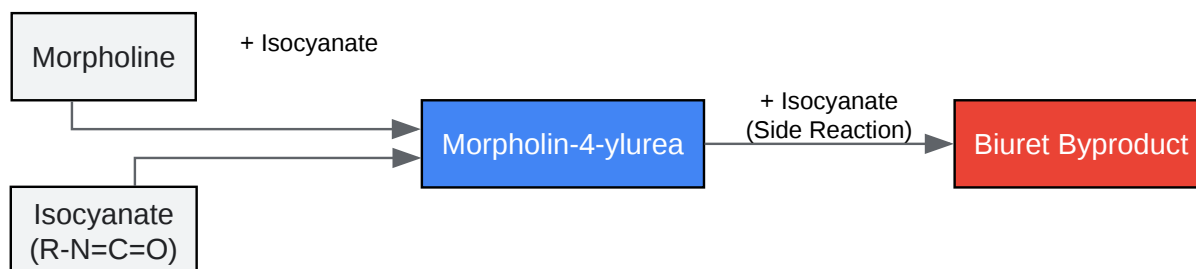 Morpholine
+ Isocyanate
Isocyanate
(R-N=C=O)
Morpholin-4-ylurea
+ Isocyanate
(Side Reaction)
Biuret Byproduct